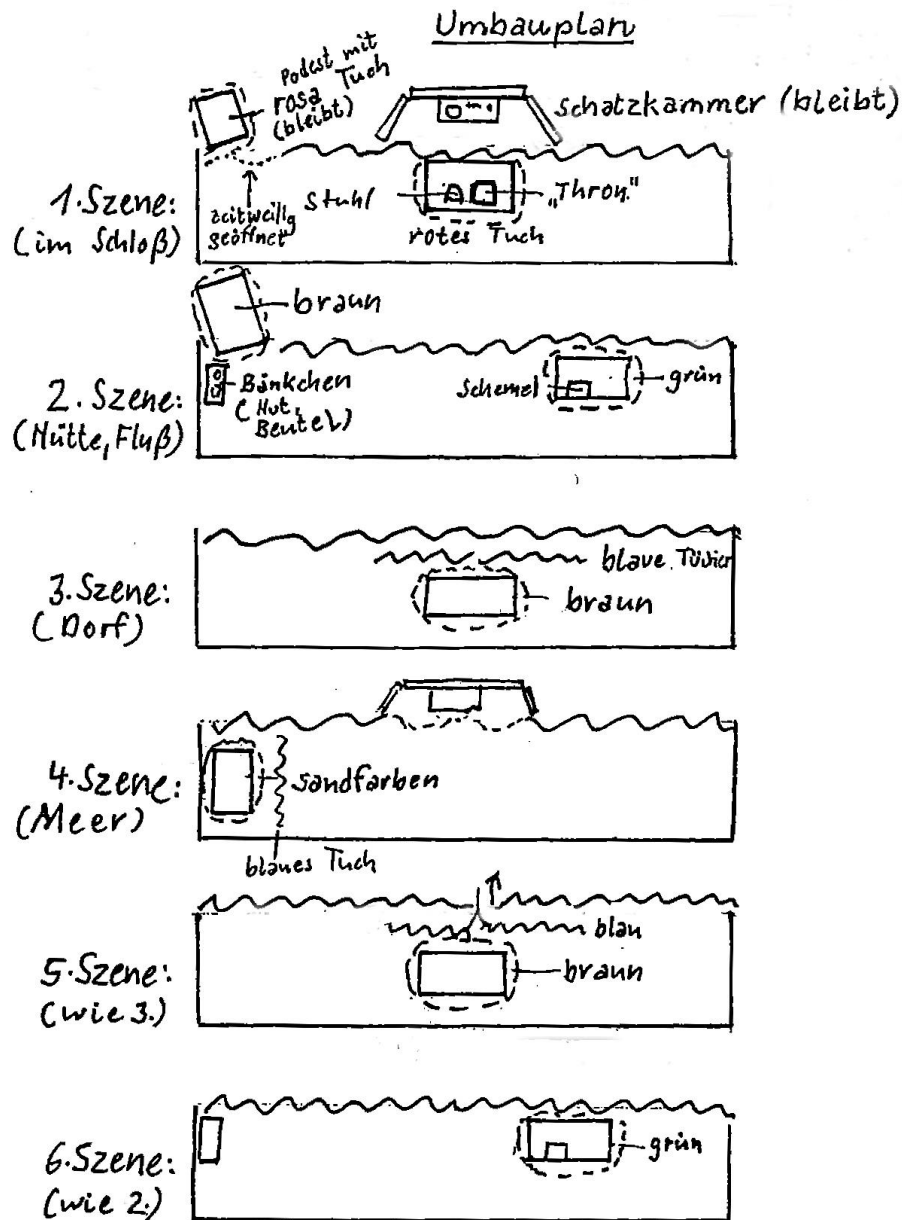 Umbauplan
Podest mit
Tuch
rosa
(bleibt)
Schatzkammer (bleibt)
1. Szene:
(im Schloß)
zeitweilig
geöffnet
Stuhl
„Thron"
rotes Tuch
braun
2. Szene:
(Hütte, Fluß)
Bänkchen
(Hut,
Beutel)
Schemel
grün
3. Szene:
(Dorf)
blaue Tücher
braun
4. Szene:
(Meer)
sandfarben
blaues Tuch
5. Szene:
(wie 3.)
blau
braun
6. Szene:
(wie 2.)
grün